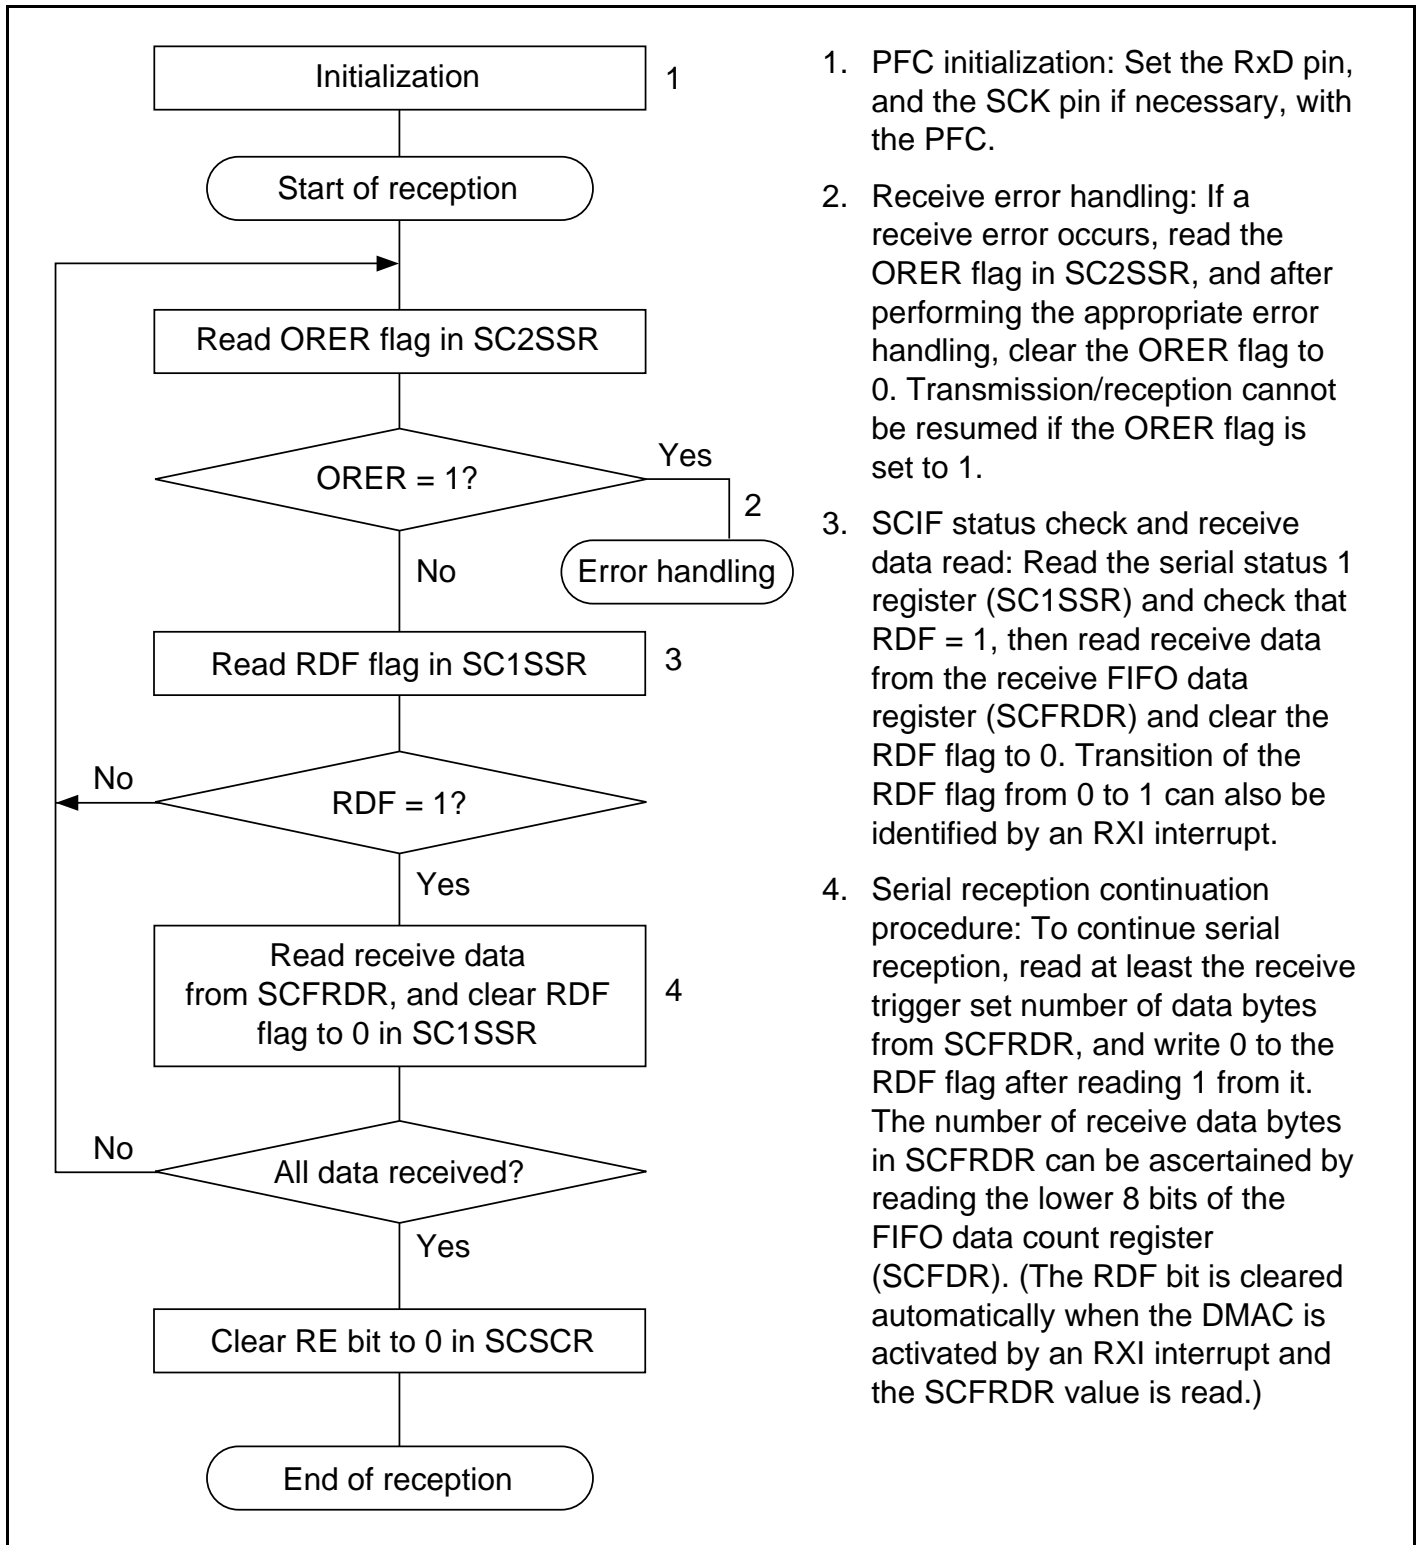 Initialization
1
Start of reception
Read ORER flag in SC2SSR
ORER = 1?
Yes
2
Error handling
No
Read RDF flag in SC1SSR
3
No
RDF = 1?
Yes
Read receive data
from SCFRDR, and clear RDF
flag to 0 in SC1SSR
4
No
All data received?
Yes
Clear RE bit to 0 in SCSCR
End of reception
1. PFC initialization: Set the RxD pin,
and the SCK pin if necessary, with
the PFC.
2. Receive error handling: If a
receive error occurs, read the
ORER flag in SC2SSR, and after
performing the appropriate error
handling, clear the ORER flag to
0. Transmission/reception cannot
be resumed if the ORER flag is
set to 1.
3. SCIF status check and receive
data read: Read the serial status 1
register (SC1SSR) and check that
RDF = 1, then read receive data
from the receive FIFO data
register (SCFRDR) and clear the
RDF flag to 0. Transition of the
RDF flag from 0 to 1 can also be
identified by an RXI interrupt.
4. Serial reception continuation
procedure: To continue serial
reception, read at least the receive
trigger set number of data bytes
from SCFRDR, and write 0 to the
RDF flag after reading 1 from it.
The number of receive data bytes
in SCFRDR can be ascertained by
reading the lower 8 bits of the
FIFO data count register
(SCFDR). (The RDF bit is cleared
automatically when the DMAC is
activated by an RXI interrupt and
the SCFRDR value is read.)